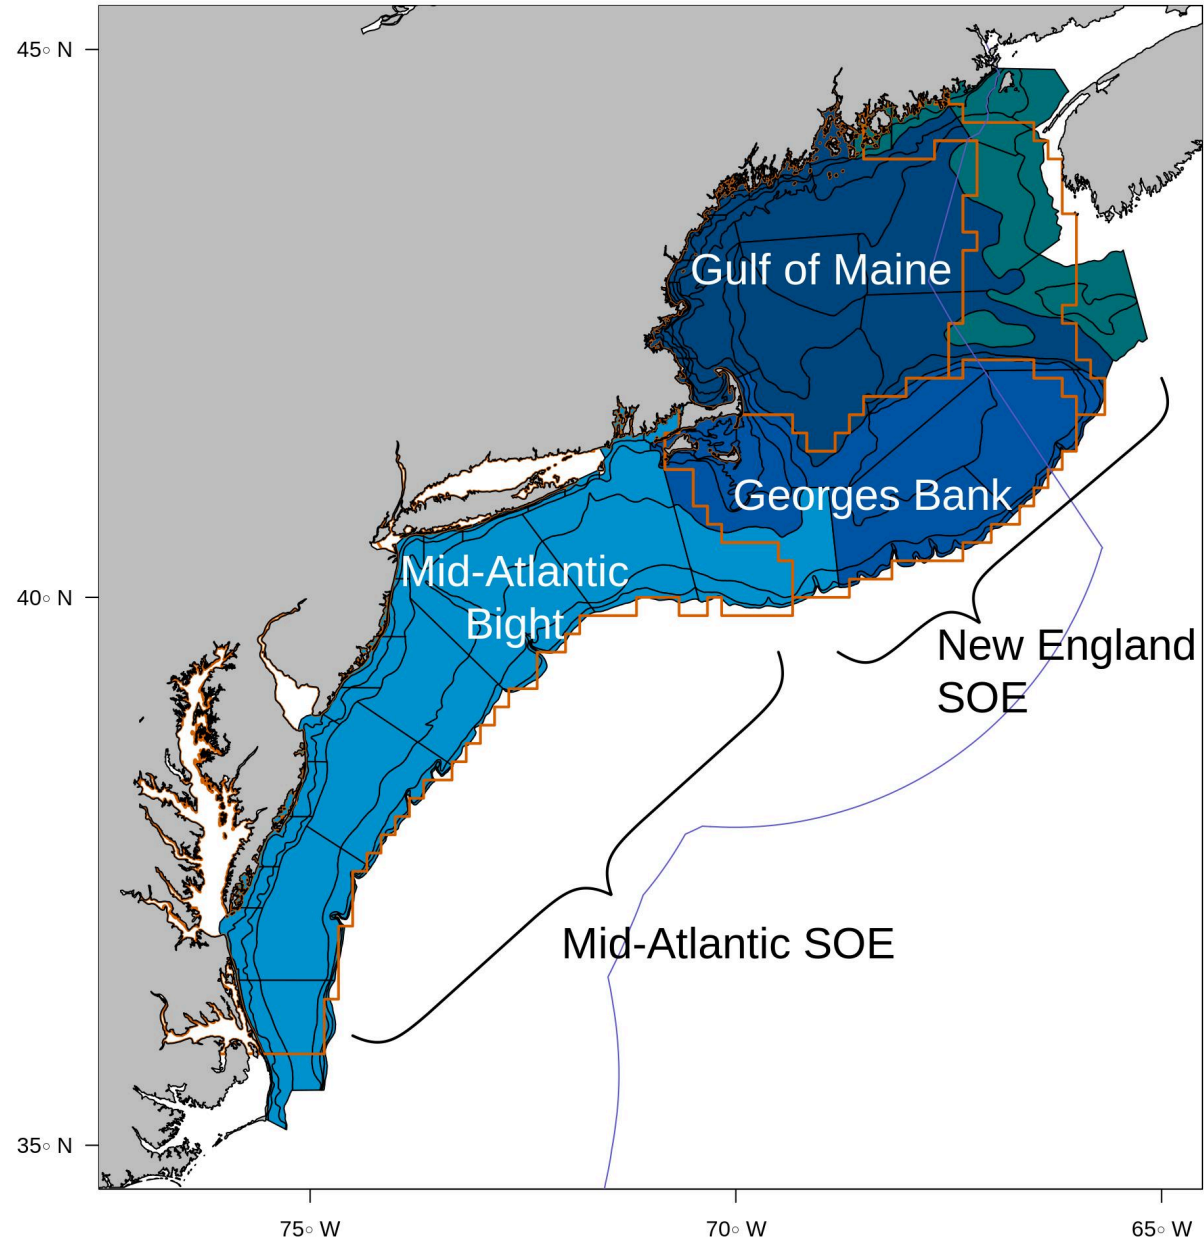 45° N
Gulf of Maine
Georges Bank
Mid-Atlantic
Bight
40° N
New England
SOE
Mid-Atlantic SOE
35° N
75° W
70° W
65° W